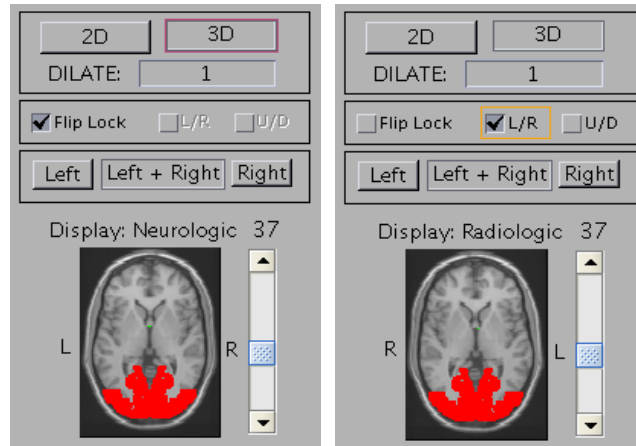 2D 3D
DILATE: 1
Flip Lock L/R U/D
Left Left + Right Right
Display: Neurologic 37
L R
2D 3D
DILATE: 1
Flip Lock L/R U/D
Left Left + Right Right
Display: Radiologic 37
R L